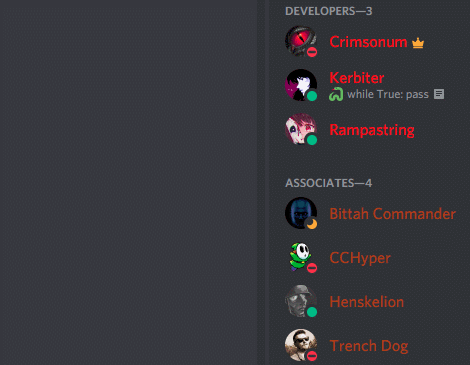 DEVELOPERS—3
Crimsonum
Kerbiter
while True: pass
Rampastring
ASSOCIATES—4
Bittah Commander
CCHyper
Henskelion
Trench Dog